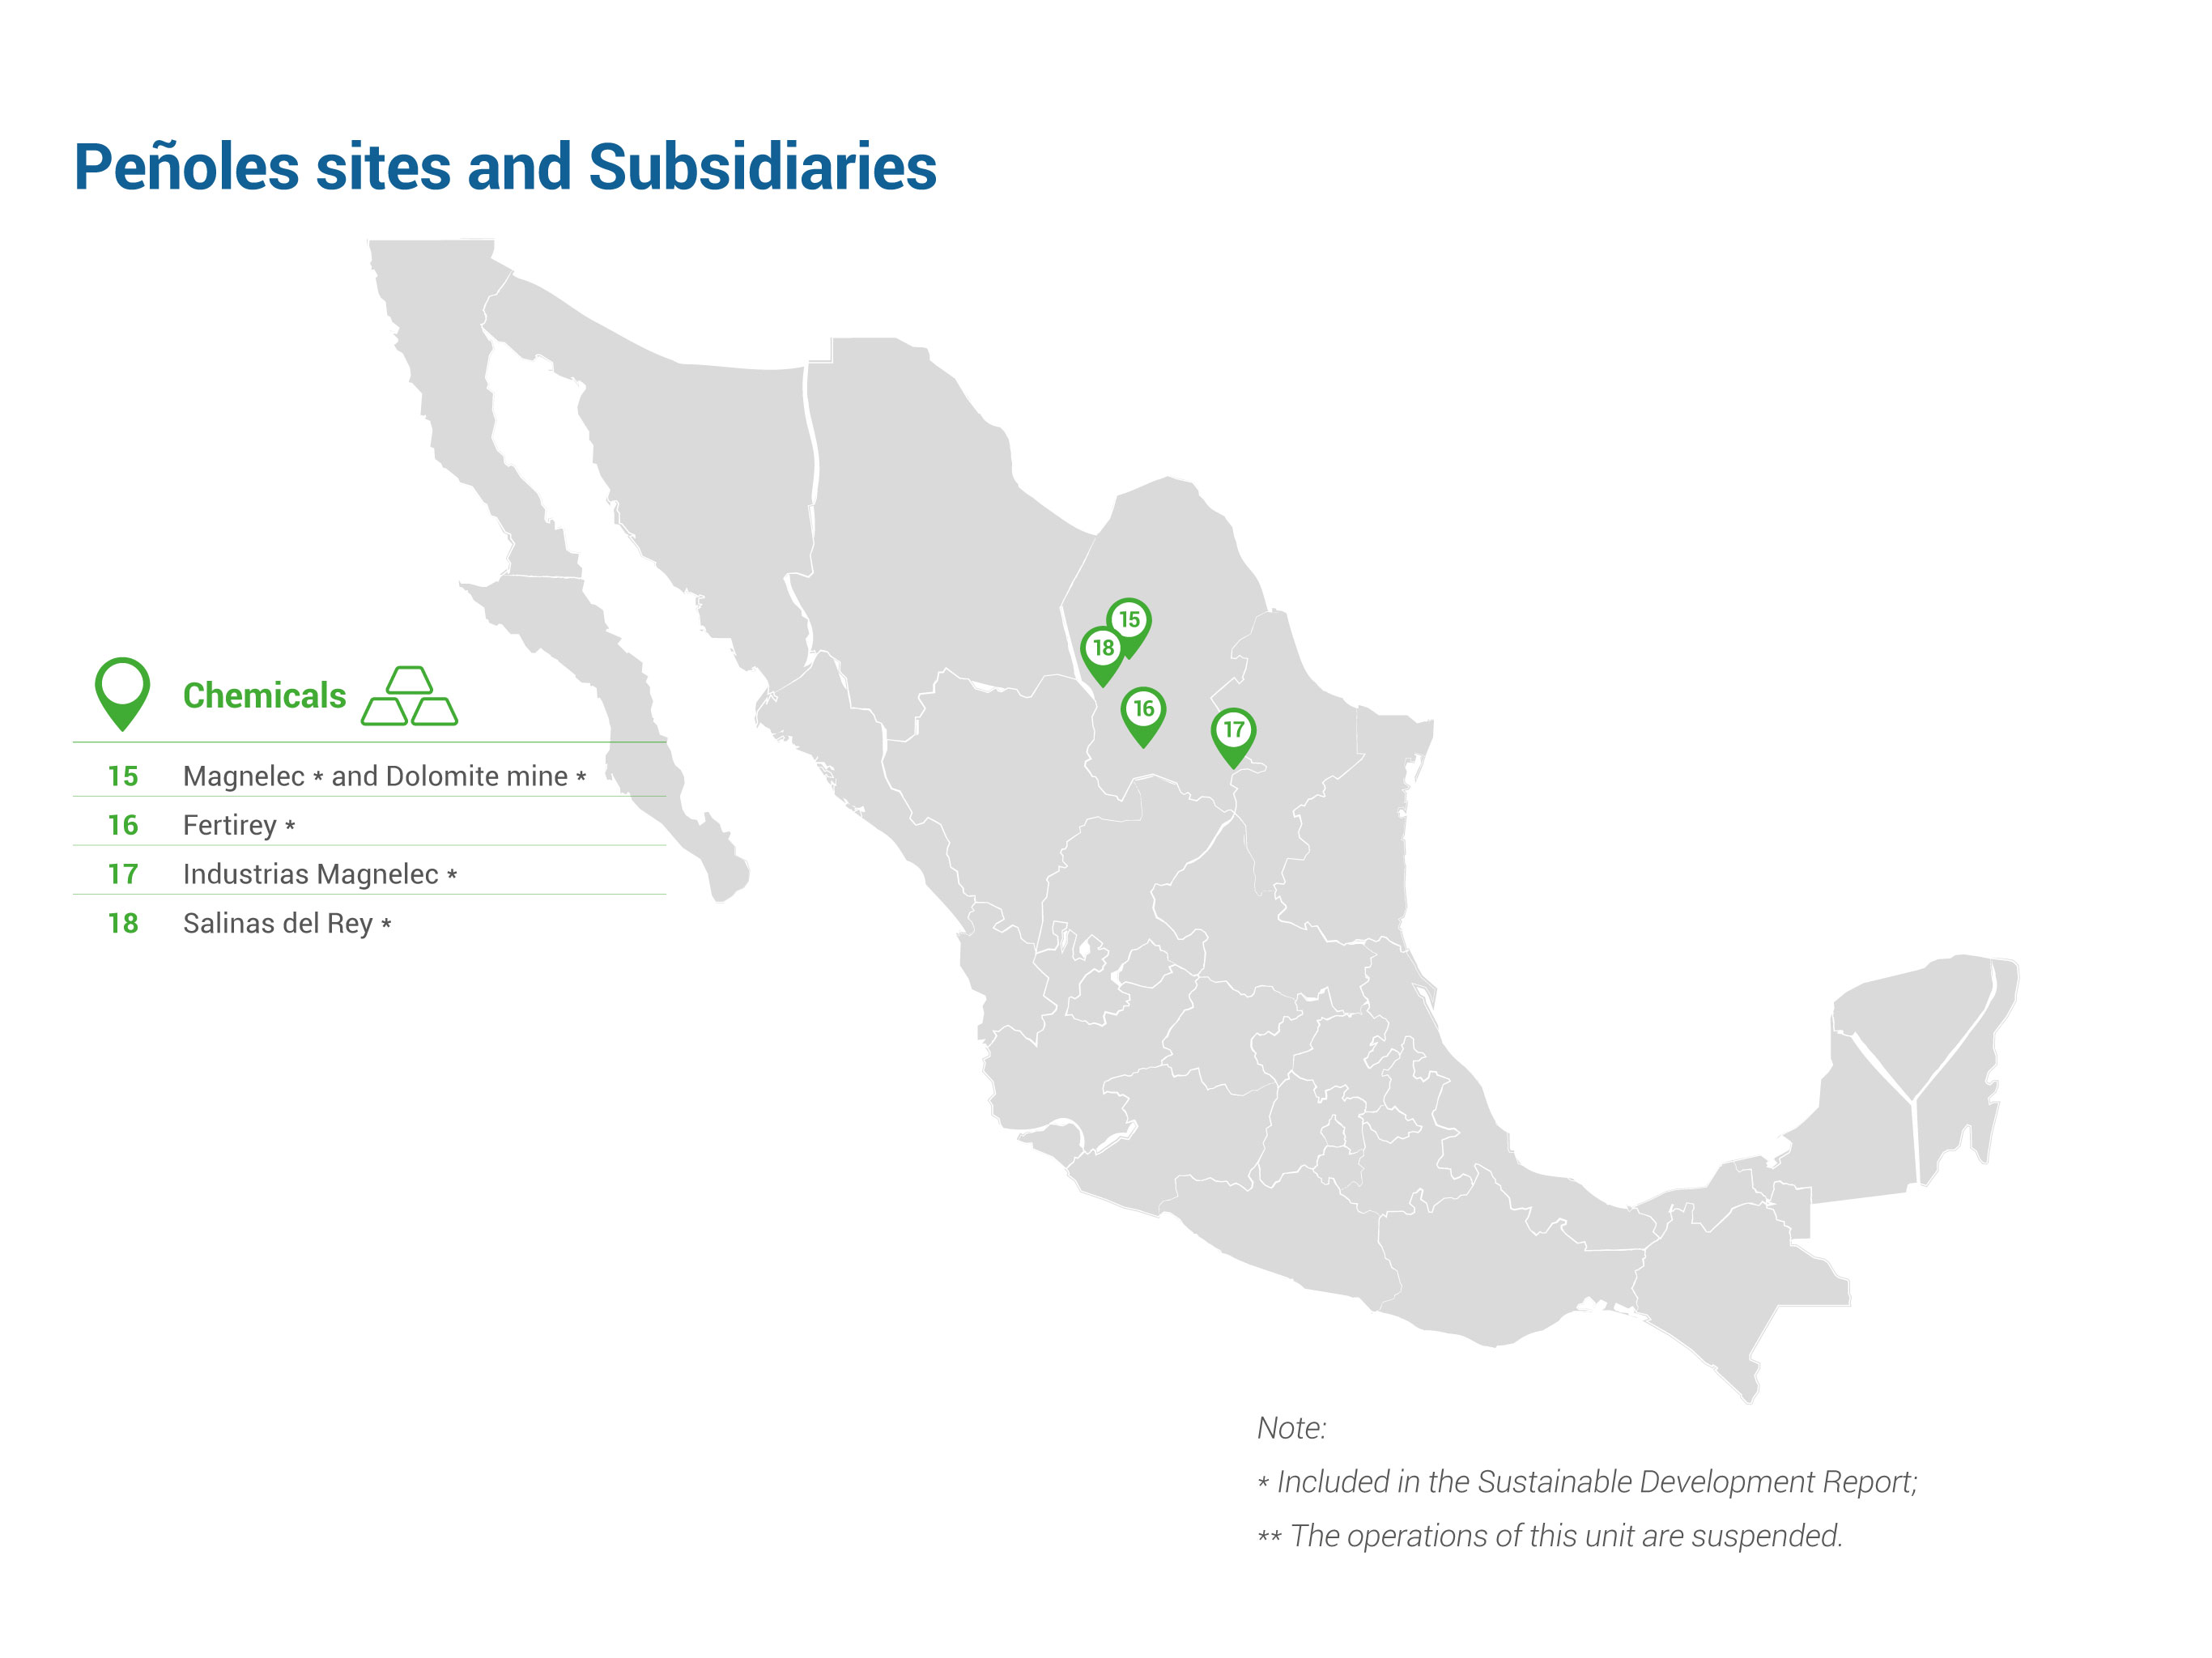 Peñoles sites and Subsidiaries
15
18
16
17
Chemicals
15 Magnelec * and Dolomite mine *
16 Fertirey *
17 Industrias Magnelec *
18 Salinas del Rey *
Note:
* Included in the Sustainable Development Report;
** The operations of this unit are suspended.